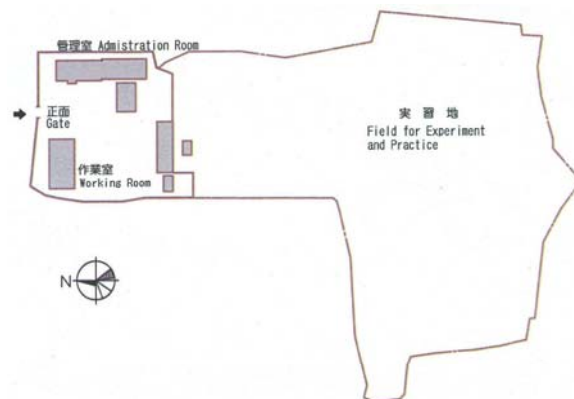 管理室 Admistration Room
正面
Gate
作業室
Working Room
実習地
Field for Experiment
and Practice
N